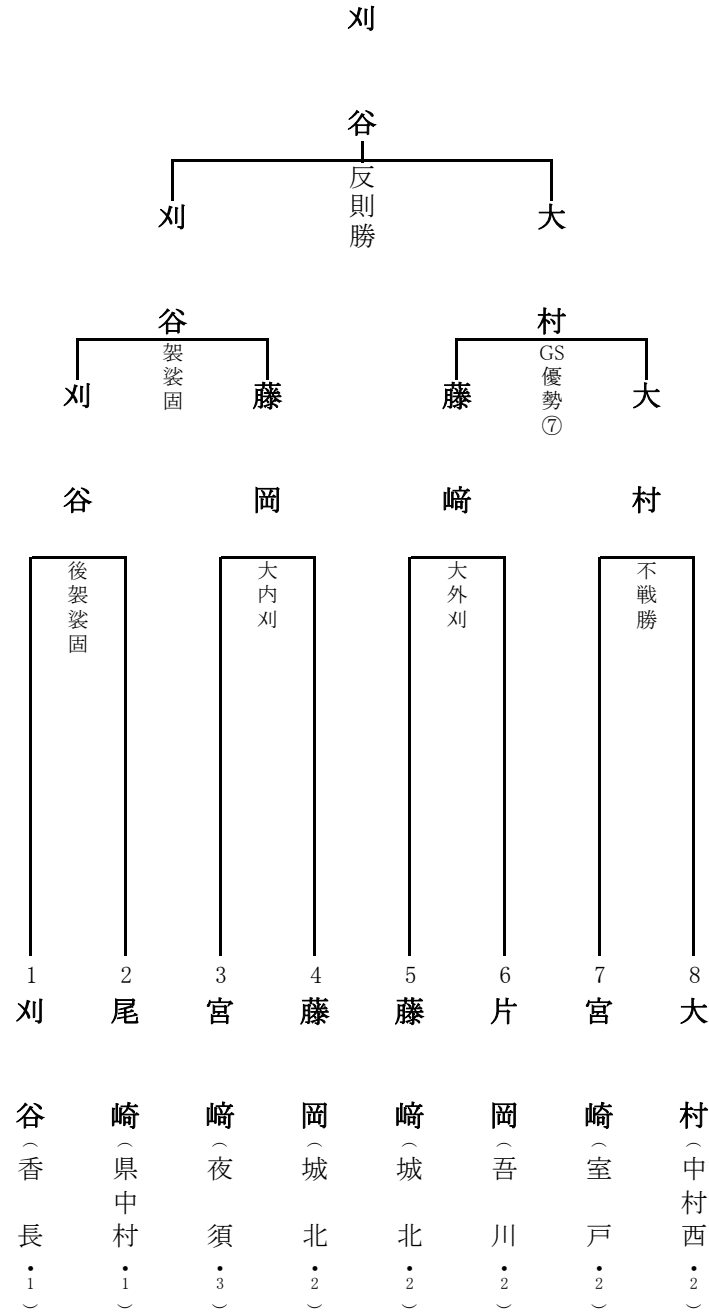 刈谷
反則勝
刈谷
大村
袈裟固
GS優勢⑦
刈谷
藤岡
藤﨑
大村
後袈裟固
大内刈
大外刈
不戦勝
1 刈谷（香長・1）
2 尾崎（県中村・1）
3 宮﨑（夜須・3）
4 藤岡（城北・2）
5 藤﨑（城北・2）
6 片岡（吾川・2）
7 宮崎（室戸・2）
8 大村（中村西・2）